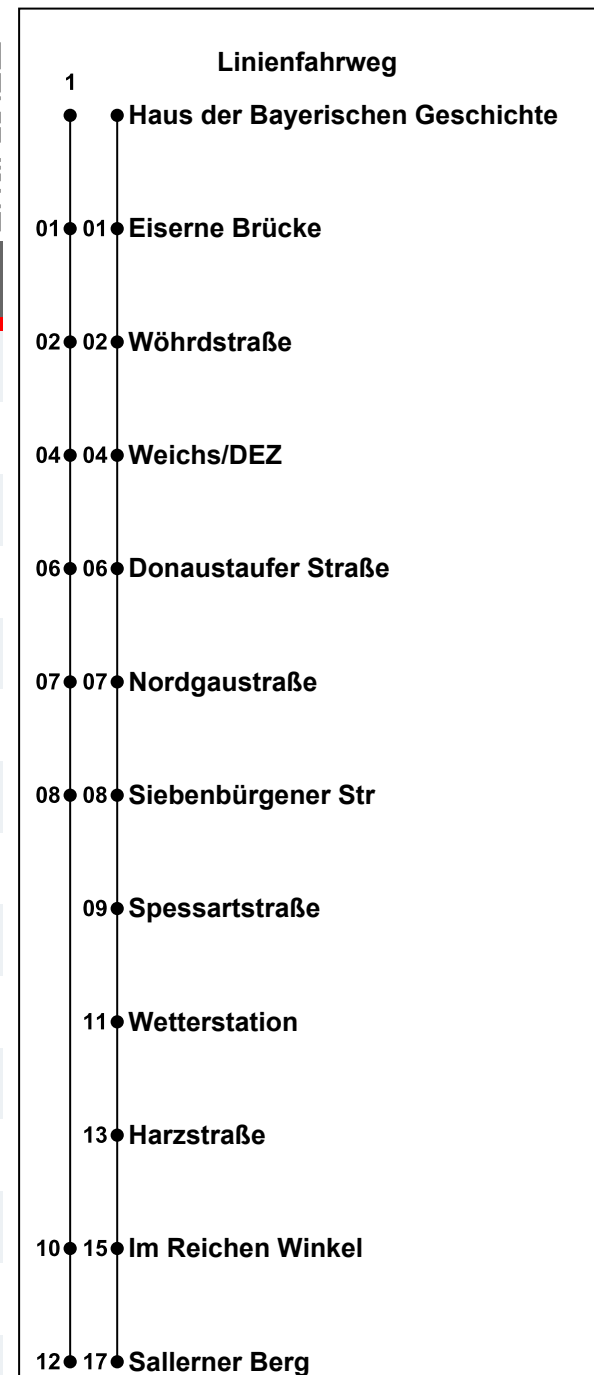 Linienfahrweg
1
Haus der Bayerischen Geschichte
01 01 Eiserne Brücke
02 02 Wöhrdstraße
04 04 Weichs/DEZ
06 06 Donaustaufer Straße
07 07 Nordgaustraße
08 08 Siebenbürgener Str
09 Spessartstraße
11 Wetterstation
13 Harzstraße
10 15 Im Reichen Winkel
12 17 Sallerner Berg